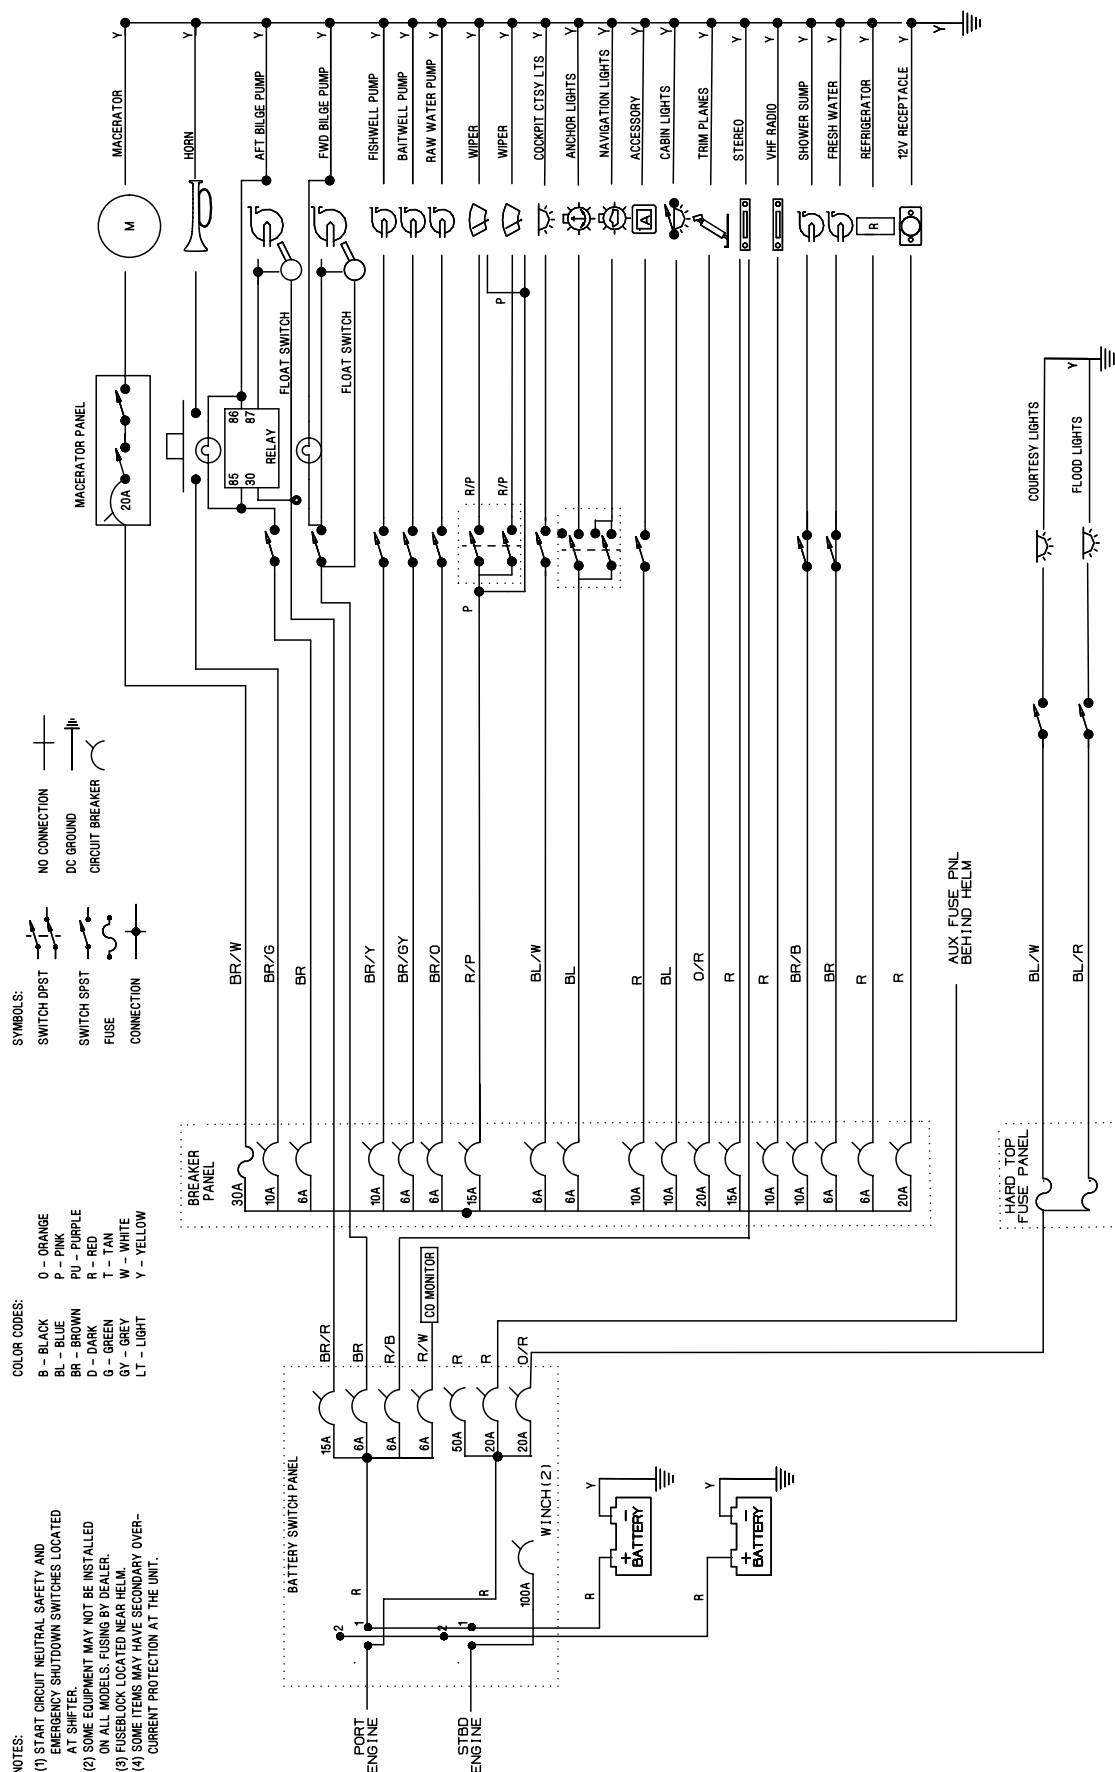 NOTES:
(1) START CIRCUIT NEUTRAL SAFETY AND
EMERGENCY SHUTDOWN SWITCHES LOCATED
AT SHIFTER.
(2) SOME EQUIPMENT MAY NOT BE INSTALLED
ON ALL MODELS. FUSING BY DEALER.
(3) FUSEBLOCK LOCATED NEAR HELM.
(4) SOME ITEMS MAY HAVE SECONDARY OVER-
CURRENT PROTECTION AT THE UNIT.
COLOR CODES:
B - BLACK
BL - BLUE
BR - BROWN
D - DARK
G - GREEN
GY - GREY
LT - LIGHT
O - ORANGE
P - PINK
PU - PURPLE
R - RED
T - TAN
W - WHITE
Y - YELLOW
SYMBOLS:
SWITCH DPST
SWITCH SPST
FUSE
CONNECTION
NO CONNECTION
DC GROUND
CIRCUIT BREAKER
MACERATOR PANEL
20A
M
MACERATOR
Y
HORN
Y
AFT BILGE PUMP
Y
FWD BILGE PUMP
Y
FISHWELL PUMP
Y
BAITWELL PUMP
Y
RAW WATER PUMP
Y
WIPER
Y
WIPER
Y
COCKPIT CTSY LTS
Y
ANCHOR LIGHTS
Y
NAVIGATION LIGHTS
Y
ACCESSORY
Y
CABIN LIGHTS
Y
TRIM PLANES
Y
STEREO
Y
VHF RADIO
Y
SHOWER SUMP
Y
FRESH WATER
Y
REFRIGERATOR
Y
12V RECEPTACLE
Y
Y
A
R
85
86
30
87
RELAY
FLOAT SWITCH
FLOAT SWITCH
P
R/P
R/P
P
BREAKER
PANEL
30A
BR/W
10A
BR/G
6A
BR
10A
BR/Y
6A
BR/GY
6A
BR/O
15A
R/P
6A
BL/W
6A
BL
10A
R
10A
BL
20A
O/R
15A
R
10A
R
10A
BR/B
6A
BR
6A
R
20A
R
AUX FUSE PNL
BEHIND HELM
BATTERY SWITCH PANEL
15A
BR/R
6A
BR
6A
R/B
6A
R/W
CO MONITOR
50A
R
20A
R
20A
O/R
R
R
100A
WINCH(2)
2
1
2
1
PORT
ENGINE
STBD
ENGINE
R
+ -
BATTERY
Y
R
+ -
BATTERY
Y
HARD TOP
FUSE PANEL
BL/W
BL/R
COURTESY LIGHTS
FLOOD LIGHTS
Y